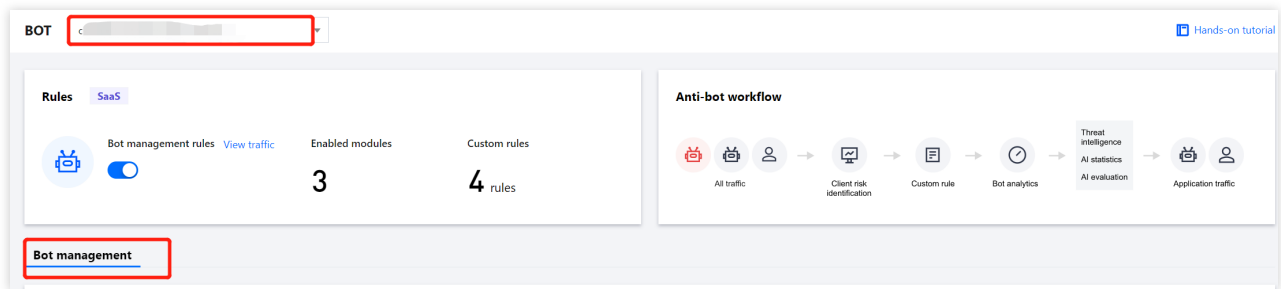 BOT
c
Hands-on tutorial
Rules SaaS
Bot management rules View traffic
Enabled modules
3
Custom rules
4 rules
Anti-bot workflow
All traffic
Client risk
identification
Custom rule
Bot analytics
Threat
intelligence
AI statistics
AI evaluation
Application traffic
Bot management